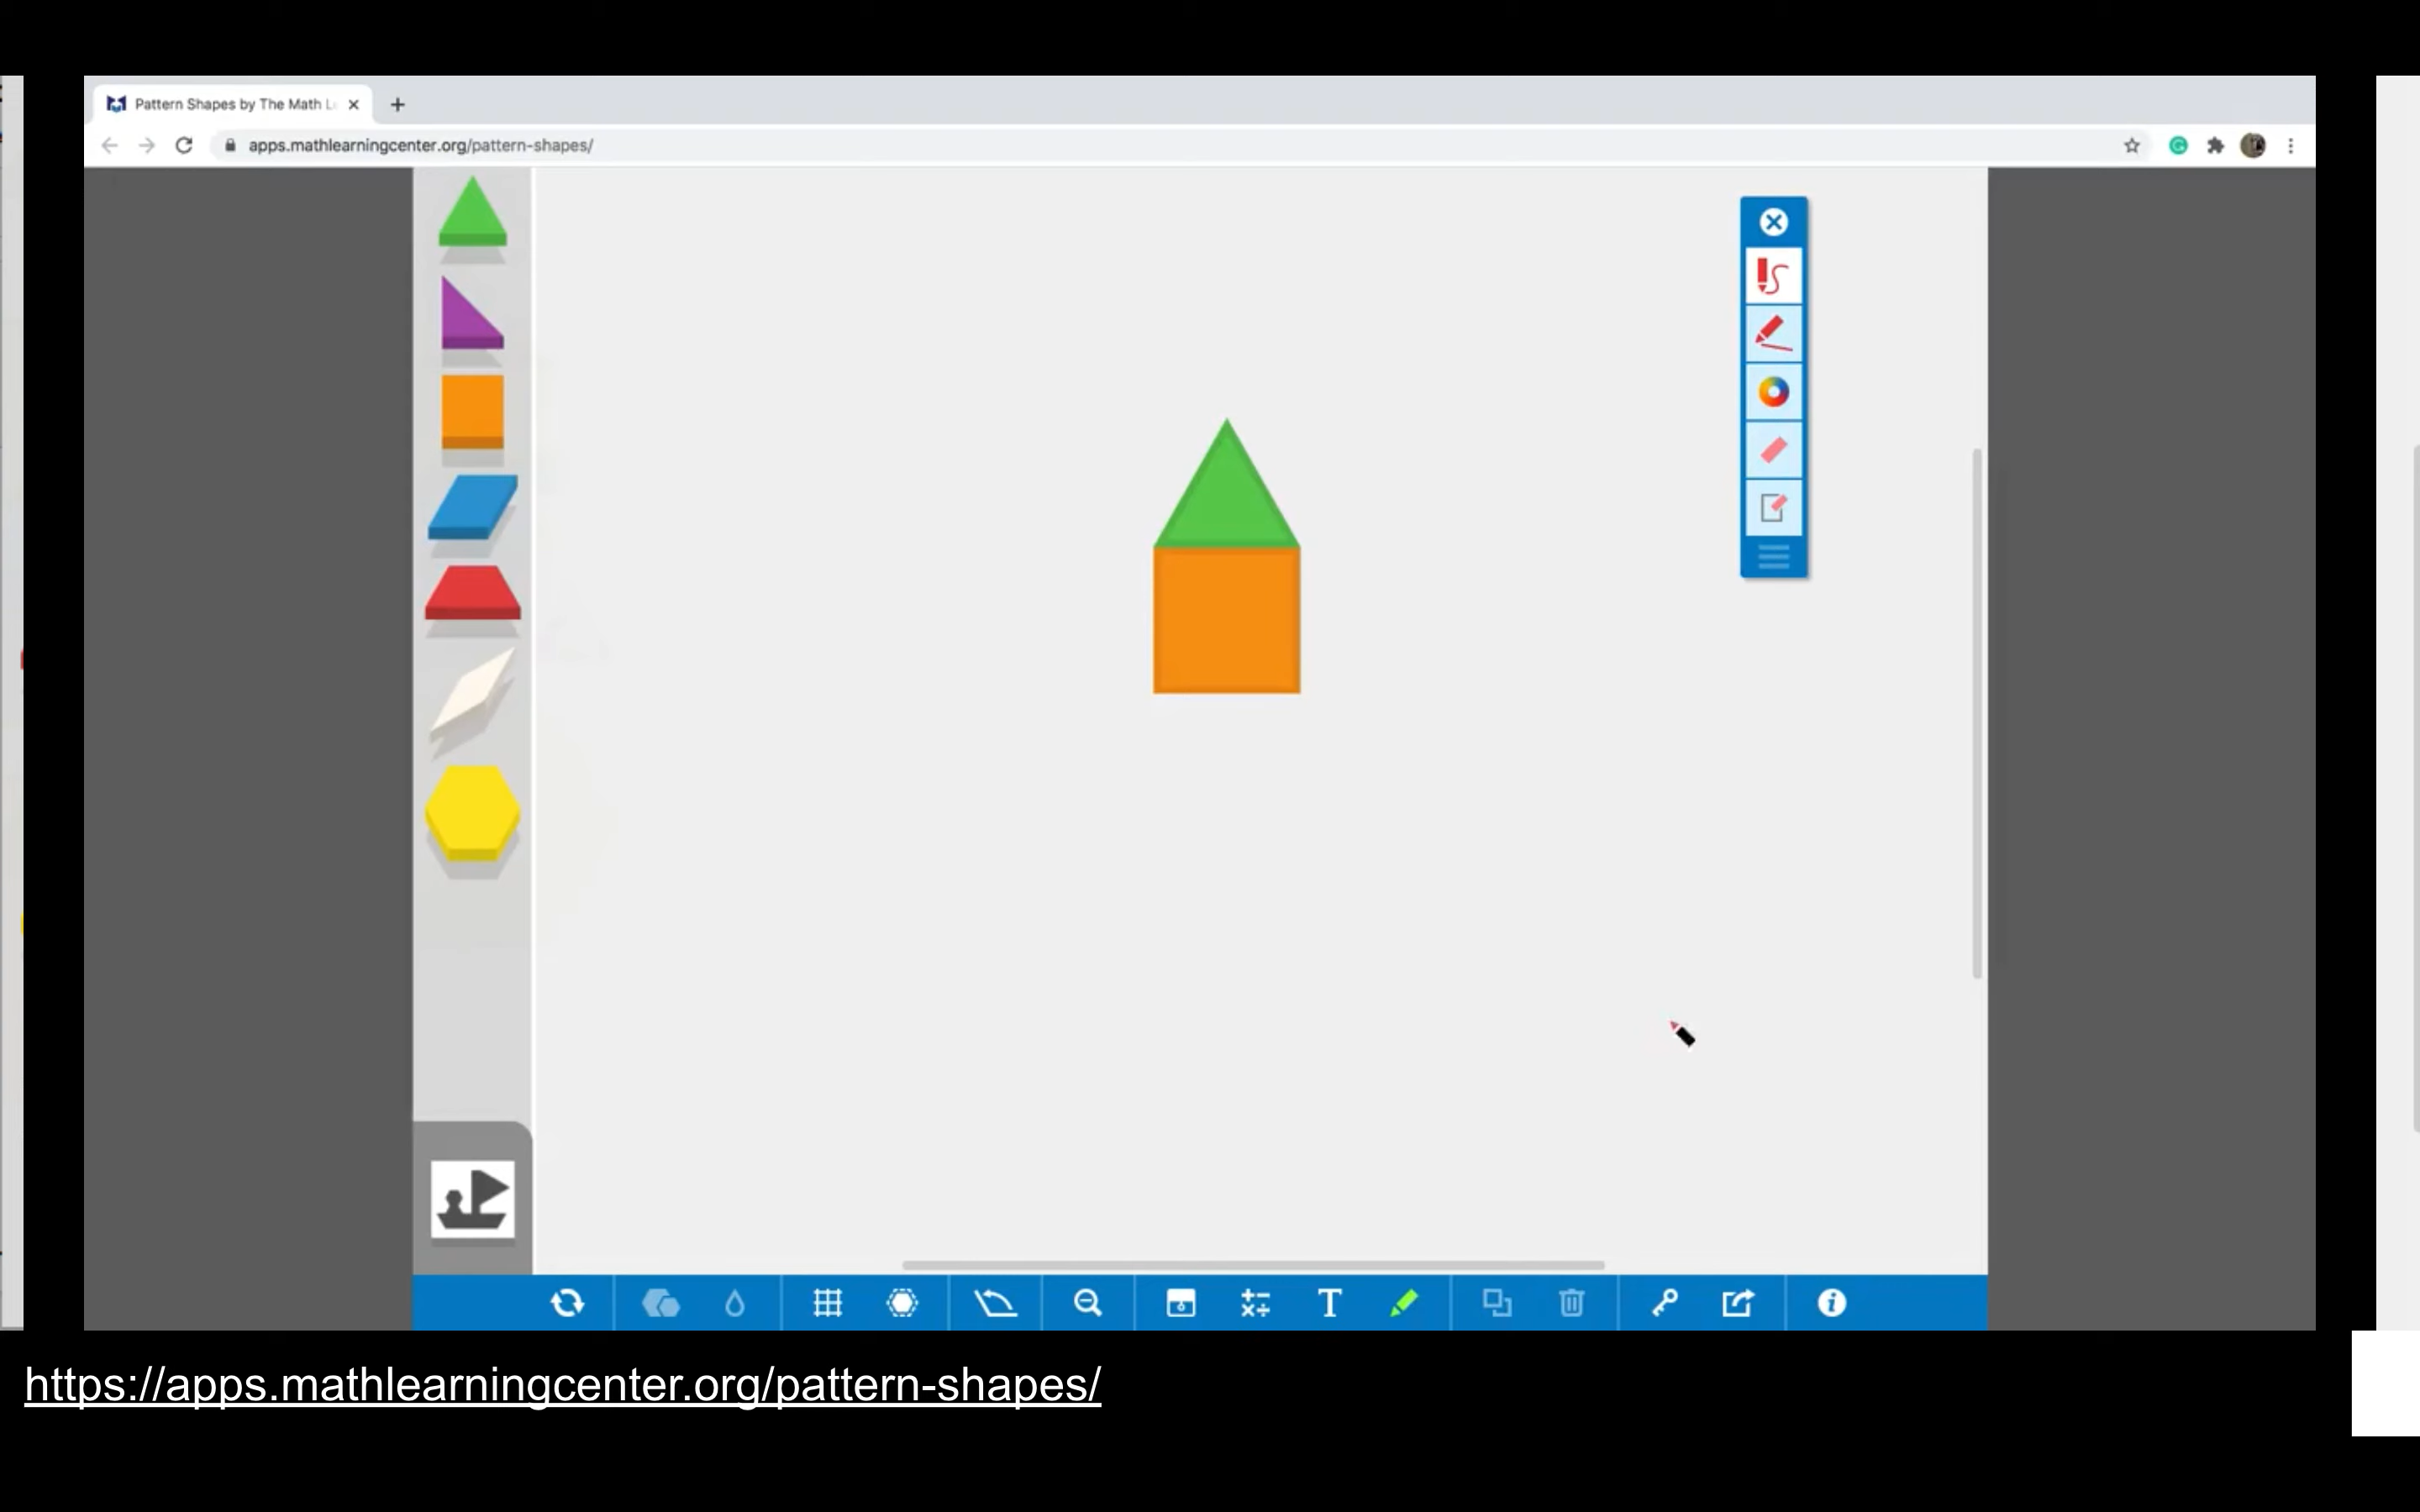 Pattern Shapes by The Math L
apps.mathlearningcenter.org/pattern-shapes/
T
https://apps.mathlearningcenter.org/pattern-shapes/